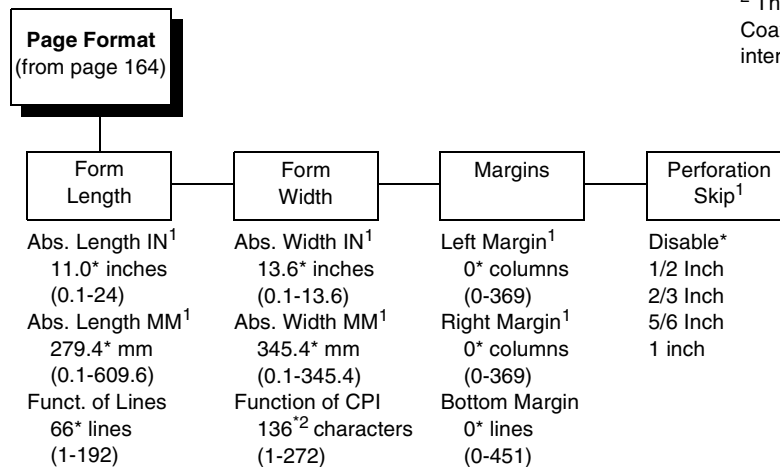 ² Th
Coa
inter
Page Format
(from page 164)
Form
Length
Form
Width
Margins
Perforation
Skip¹
Abs. Length IN¹
11.0* inches
(0.1-24)
Abs. Length MM¹
279.4* mm
(0.1-609.6)
Funct. of Lines
66* lines
(1-192)
Abs. Width IN¹
13.6* inches
(0.1-13.6)
Abs. Width MM¹
345.4* mm
(0.1-345.4)
Function of CPI
136*² characters
(1-272)
Left Margin¹
0* columns
(0-369)
Right Margin¹
0* columns
(0-369)
Bottom Margin
0* lines
(0-451)
Disable*
1/2 Inch
2/3 Inch
5/6 Inch
1 inch